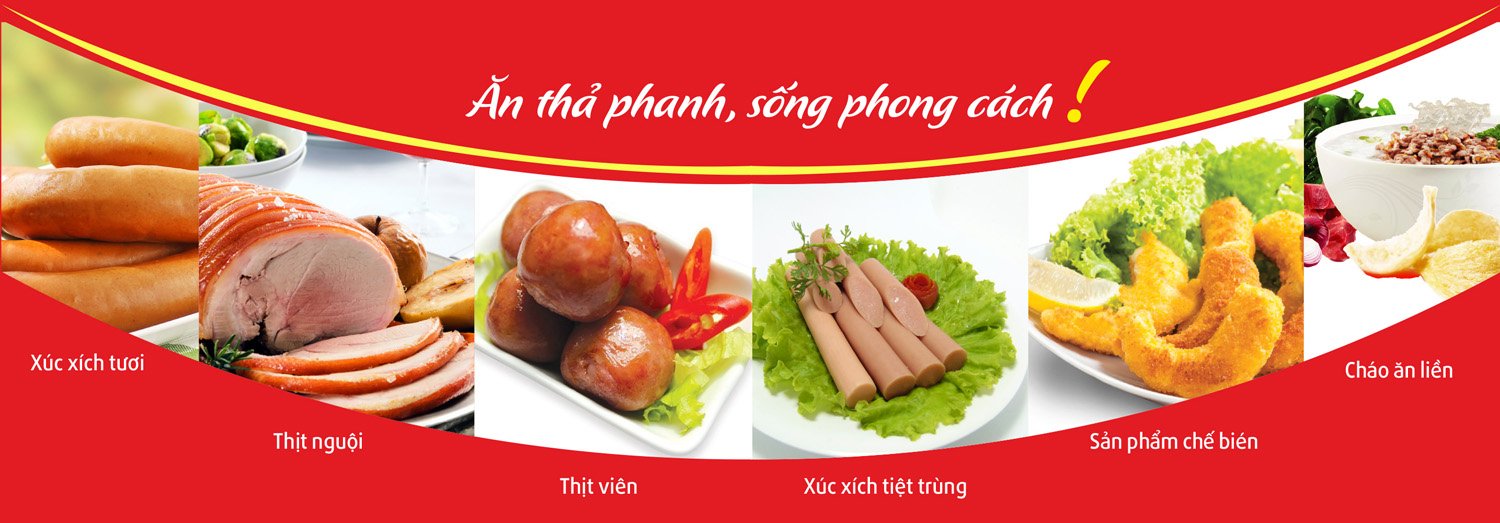 Ăn thả phanh, sống phong cách!
Xúc xích tươi
Thịt nguội
Thịt viên
Xúc xích tiệt trùng
Sản phẩm chế bién
Cháo ăn liền